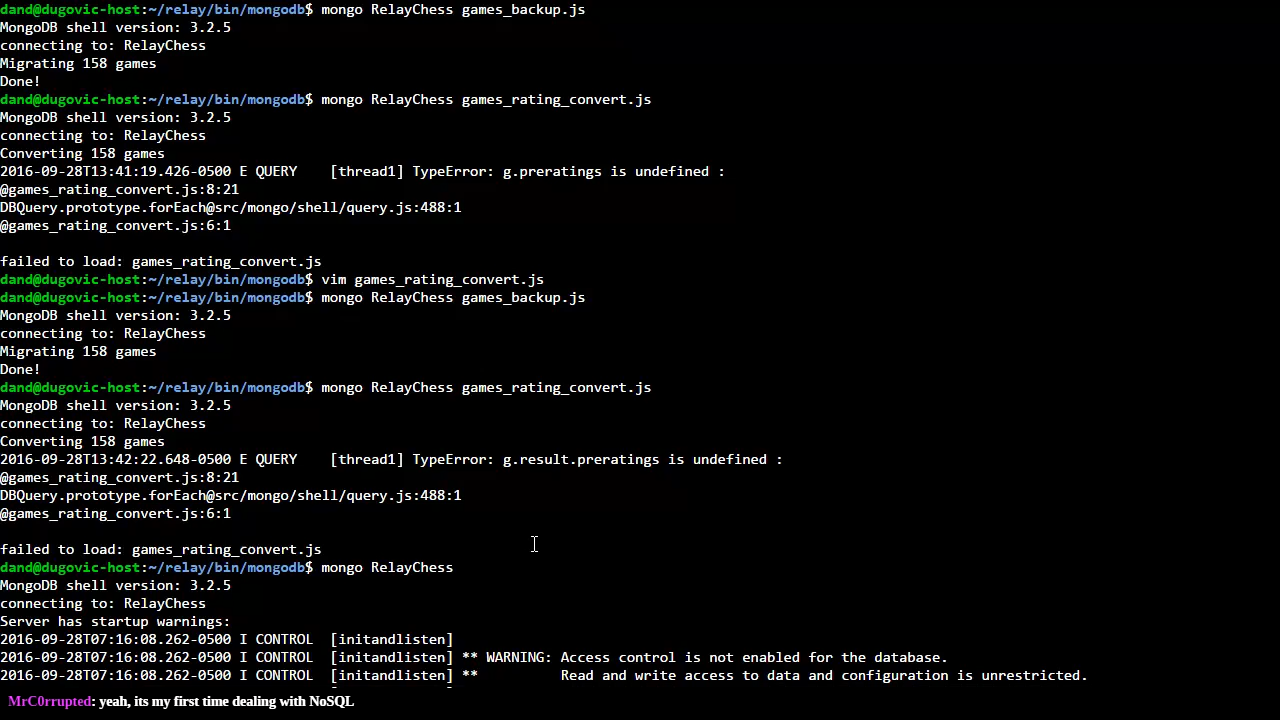 dand@dugovic-host:~/relay/bin/mongodb$ mongo RelayChess games_backup.js
MongoDB shell version: 3.2.5
connecting to: RelayChess
Migrating 158 games
Done!
dand@dugovic-host:~/relay/bin/mongodb$ mongo RelayChess games_rating_convert.js
MongoDB shell version: 3.2.5
connecting to: RelayChess
Converting 158 games
2016-09-28T13:41:19.426-0500 E QUERY    [thread1] TypeError: g.preratings is undefined :
@games_rating_convert.js:8:21
DBQuery.prototype.forEach@src/mongo/shell/query.js:488:1
@games_rating_convert.js:6:1
failed to load: games_rating_convert.js
dand@dugovic-host:~/relay/bin/mongodb$ vim games_rating_convert.js
dand@dugovic-host:~/relay/bin/mongodb$ mongo RelayChess games_backup.js
MongoDB shell version: 3.2.5
connecting to: RelayChess
Migrating 158 games
Done!
dand@dugovic-host:~/relay/bin/mongodb$ mongo RelayChess games_rating_convert.js
MongoDB shell version: 3.2.5
connecting to: RelayChess
Converting 158 games
2016-09-28T13:42:22.648-0500 E QUERY    [thread1] TypeError: g.result.preratings is undefined :
@games_rating_convert.js:8:21
DBQuery.prototype.forEach@src/mongo/shell/query.js:488:1
@games_rating_convert.js:6:1
failed to load: games_rating_convert.js
dand@dugovic-host:~/relay/bin/mongodb$ mongo RelayChess
MongoDB shell version: 3.2.5
connecting to: RelayChess
Server has startup warnings:
2016-09-28T07:16:08.262-0500 I CONTROL  [initandlisten]
2016-09-28T07:16:08.262-0500 I CONTROL  [initandlisten] ** WARNING: Access control is not enabled for the database.
2016-09-28T07:16:08.262-0500 I CONTROL  [initandlisten] **          Read and write access to data and configuration is unrestricted.
MrC0rrupted: yeah, its my first time dealing with NoSQL